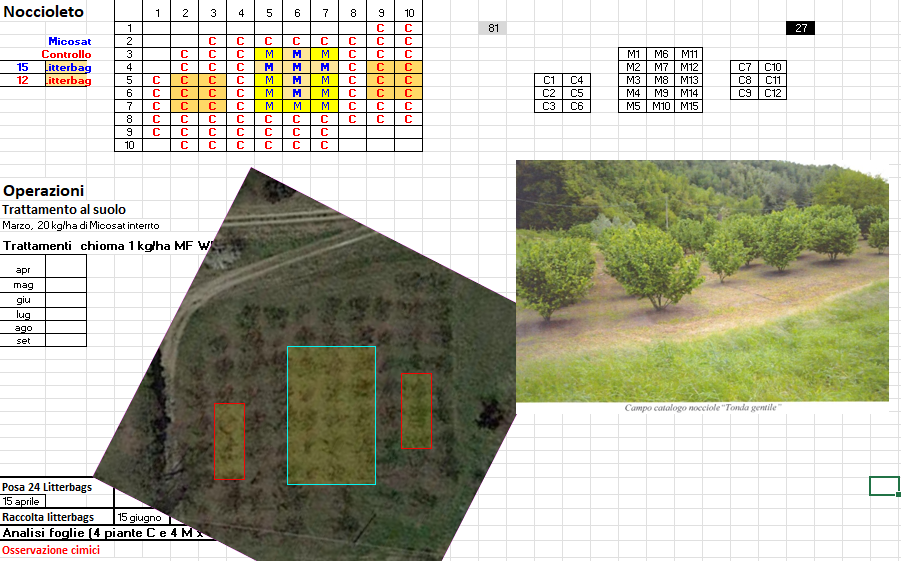 Noccioleto 1 2 3 4 5 6 7 8 9 10
1 C C 81 27
Micosat 2 C C C C C C C C
Controllo 3 C C C M M M C C C M1 M6 M11
15 Litterbag 4 C C C M M M C C C M2 M7 M12 C7 C10
12 Litterbag 5 C C C C M M M C C C C1 C4 M3 M8 M13 C8 C11
6 C C C C M M M C C C C2 C5 M4 M9 M14 C9 C12
7 C C C C M M M C C C C3 C6 M5 M10 M15
8 C C C C C C C C C C
9 C C C C C C C
10 C C C C C C
Operazioni
Trattamento al suolo
Marzo, 20 kg/ha di Micosat interrto
Trattamenti chioma 1 kg/ha MF
apr
mag
giu
lug
ago
set
Campo catalogo nocciole "Tonda gentile"
Posa 24 Litterbags
15 aprile
Raccolta litterbags 15 giugno
Analisi foglie (4 piante C e 4 M x
Osservazione cimici